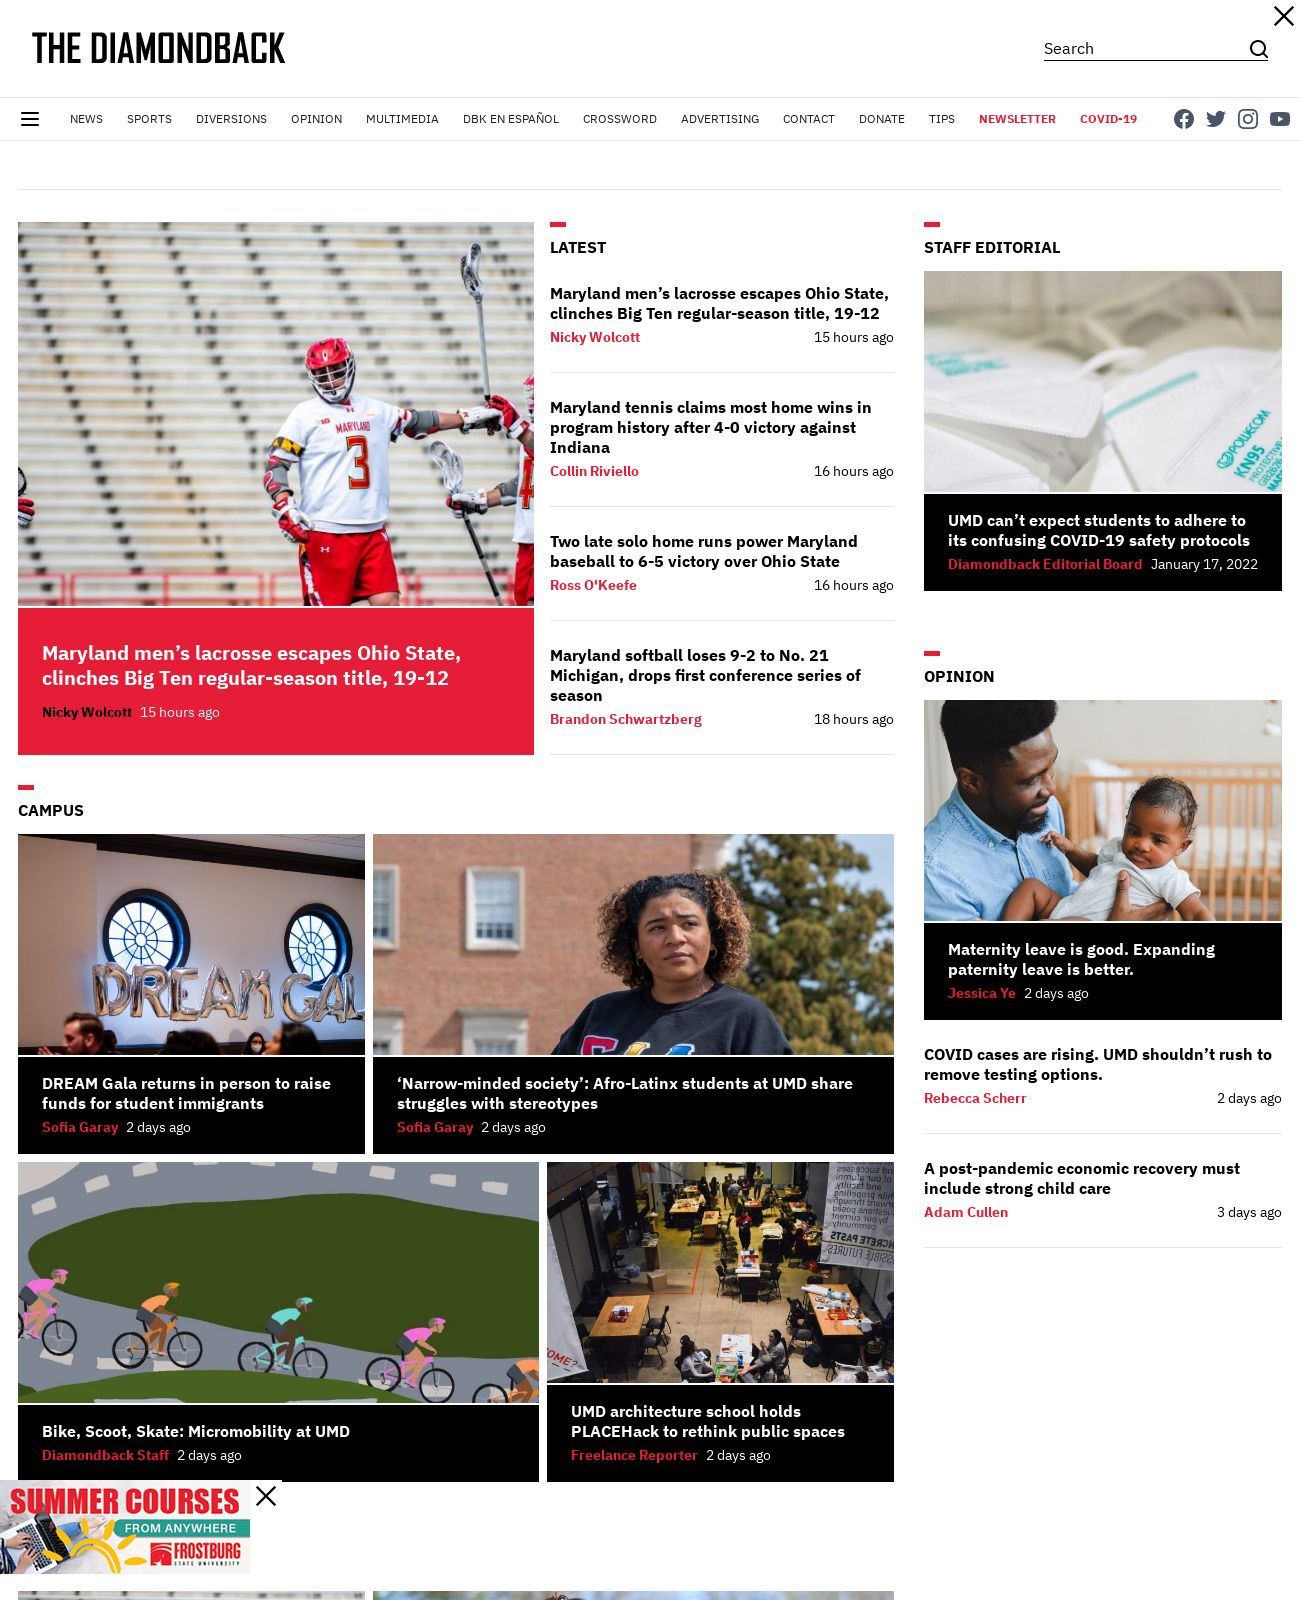 THE DIAMONDBACK
Search
NEWS SPORTS DIVERSIONS OPINION MULTIMEDIA DBK EN ESPAÑOL CROSSWORD ADVERTISING CONTACT DONATE TIPS NEWSLETTER COVID-19
MARYLAND
3
Maryland men’s lacrosse escapes Ohio State,
clinches Big Ten regular-season title, 19-12
Nicky Wolcott 15 hours ago
LATEST
Maryland men’s lacrosse escapes Ohio State,
clinches Big Ten regular-season title, 19-12
Nicky Wolcott 15 hours ago
Maryland tennis claims most home wins in
program history after 4-0 victory against
Indiana
Collin Riviello 16 hours ago
Two late solo home runs power Maryland
baseball to 6-5 victory over Ohio State
Ross O'Keefe 16 hours ago
Maryland softball loses 9-2 to No. 21
Michigan, drops first conference series of
season
Brandon Schwartzberg 18 hours ago
STAFF EDITORIAL
POWECOM
KN95
UMD can’t expect students to adhere to
its confusing COVID-19 safety protocols
Diamondback Editorial Board January 17, 2022
OPINION
Maternity leave is good. Expanding
paternity leave is better.
Jessica Ye 2 days ago
COVID cases are rising. UMD shouldn’t rush to
remove testing options.
Rebecca Scherr 2 days ago
A post-pandemic economic recovery must
include strong child care
Adam Cullen 3 days ago
CAMPUS
DREAM GAL
DREAM Gala returns in person to raise
funds for student immigrants
Sofia Garay 2 days ago
‘Narrow-minded society’: Afro-Latinx students at UMD share
struggles with stereotypes
Sofia Garay 2 days ago
Bike, Scoot, Skate: Micromobility at UMD
Diamondback Staff 2 days ago
UMD architecture school holds
PLACEHack to rethink public spaces
Freelance Reporter 2 days ago
SUMMER COURSES
FROM ANYWHERE
FROSTBURG
STATE UNIVERSITY